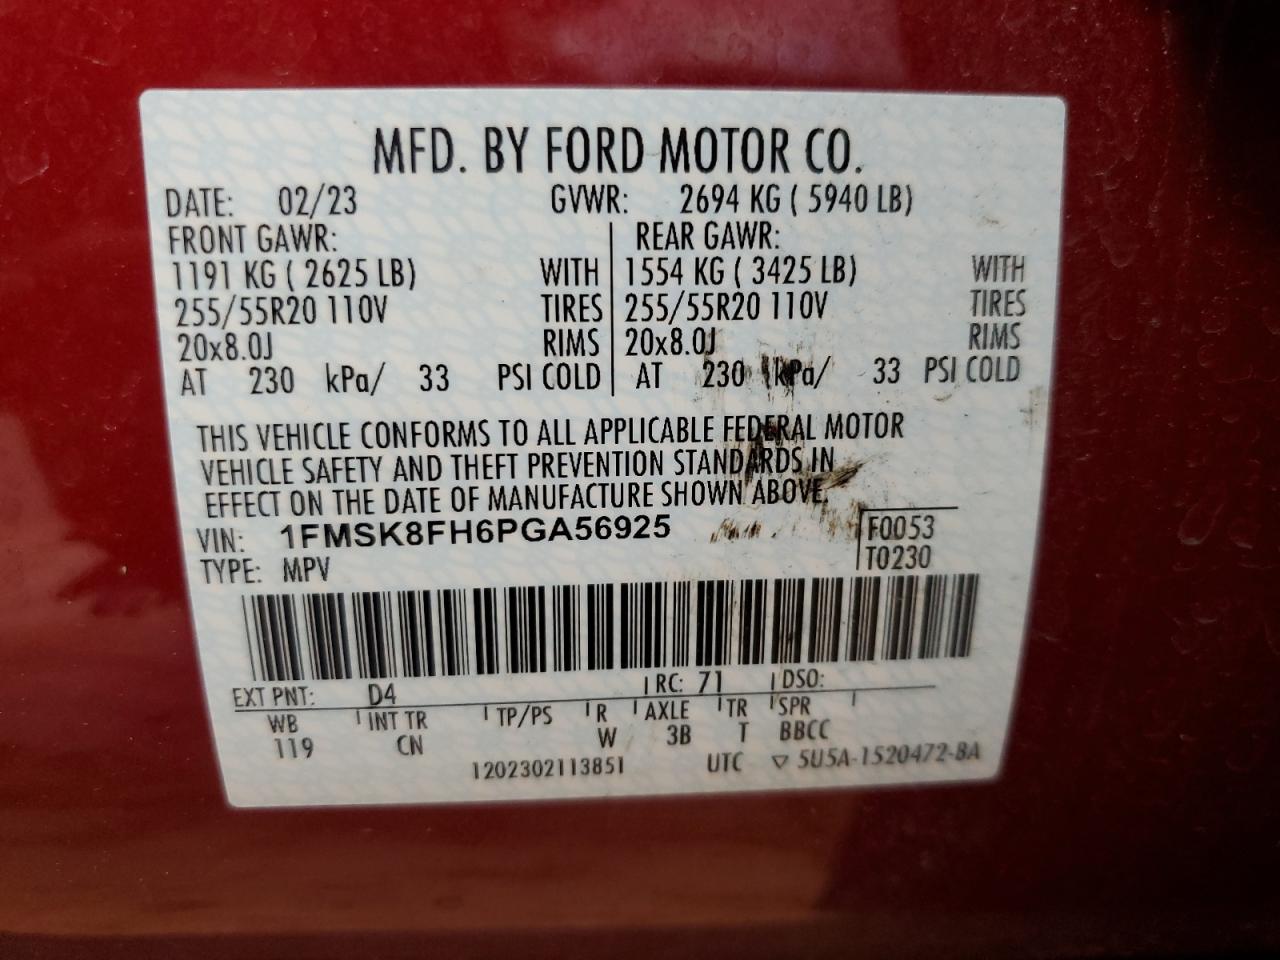 MFD. BY FORD MOTOR CO.
DATE: 02/23 GVWR: 2694 KG ( 5940 LB)
FRONT GAWR: REAR GAWR:
1191 KG ( 2625 LB) WITH 1554 KG ( 3425 LB) WITH
255/55R20 110V TIRES 255/55R20 110V TIRES
20x8.0J RIMS 20x8.0J RIMS
AT 230 kPa/ 33 PSI COLD AT 230 kPa/ 33 PSI COLD
THIS VEHICLE CONFORMS TO ALL APPLICABLE FEDERAL MOTOR
VEHICLE SAFETY AND THEFT PREVENTION STANDARDS IN
EFFECT ON THE DATE OF MANUFACTURE SHOWN ABOVE.
VIN: 1FMSK8FH6PGA56925 F0053
TYPE: MPV T0230
EXT PNT: D4 RC: 71 DSO:
WB INT TR TP/PS R AXLE TR SPR
119 CN W 3B T BBCC
1202302113851 UTC ▽ 5U5A-1520472-BA